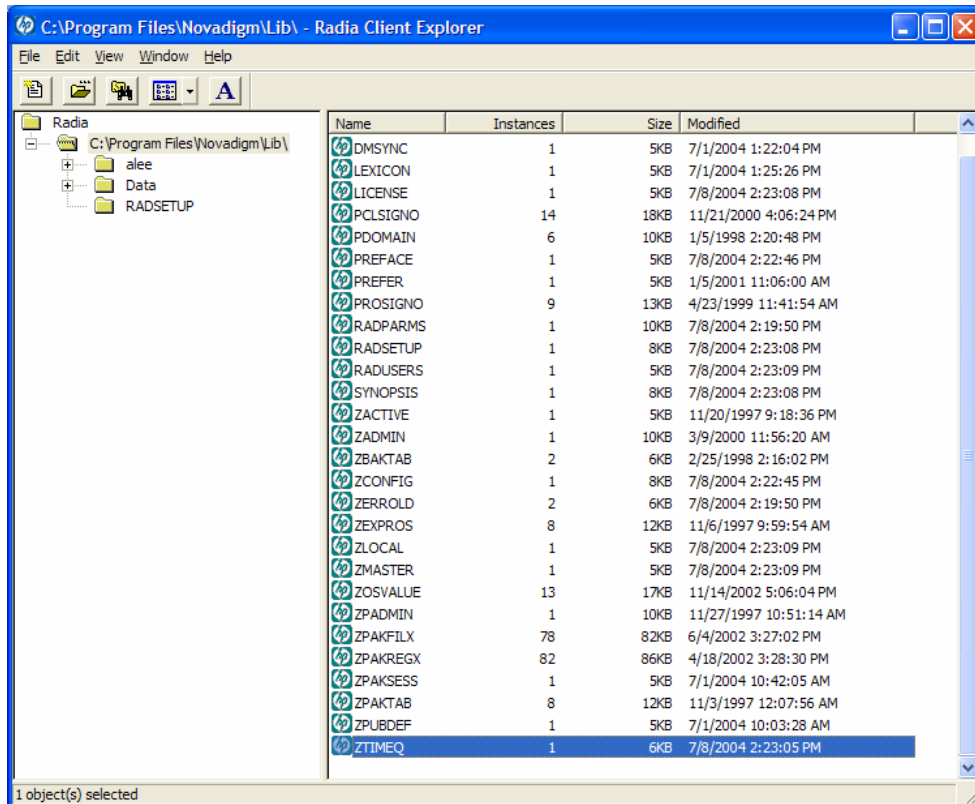 C:\Program Files\Novadigm\Lib\ - Radia Client Explorer
File Edit View Window Help
A
Radia
C:\Program Files\Novadigm\Lib\
alee
Data
RADSETUP
Name Instances Size Modified
DMSYNC 1 5KB 7/1/2004 1:22:04 PM
LEXICON 1 5KB 7/1/2004 1:25:26 PM
LICENSE 1 5KB 7/8/2004 2:23:08 PM
PCLSIGNO 14 18KB 11/21/2000 4:06:24 PM
PDOMAIN 6 10KB 1/5/1998 2:20:48 PM
PREFACE 1 5KB 7/8/2004 2:22:46 PM
PREFER 1 5KB 1/5/2001 11:06:00 AM
PROSIGNO 9 13KB 4/23/1999 11:41:54 AM
RADPARMS 1 10KB 7/8/2004 2:19:50 PM
RADSETUP 1 8KB 7/8/2004 2:23:08 PM
RADUSERS 1 5KB 7/8/2004 2:23:09 PM
SYNOPSIS 1 8KB 7/8/2004 2:23:08 PM
ZACTIVE 1 5KB 11/20/1997 9:18:36 PM
ZADMIN 1 10KB 3/9/2000 11:56:20 AM
ZBAKTAB 2 6KB 2/25/1998 2:16:02 PM
ZCONFIG 1 8KB 7/8/2004 2:22:45 PM
ZERROLD 2 6KB 7/8/2004 2:19:50 PM
ZEXPROS 8 12KB 11/6/1997 9:59:54 AM
ZLOCAL 1 5KB 7/8/2004 2:23:09 PM
ZMASTER 1 5KB 7/8/2004 2:23:09 PM
ZOSVALUE 13 17KB 11/14/2002 5:06:04 PM
ZPADMIN 1 10KB 11/27/1997 10:51:14 AM
ZPAKFILX 78 82KB 6/4/2002 3:27:02 PM
ZPAKREGX 82 86KB 4/18/2002 3:28:30 PM
ZPAKSESS 1 5KB 7/1/2004 10:42:05 AM
ZPAKTAB 8 12KB 11/3/1997 12:07:56 AM
ZPUBDEF 1 5KB 7/1/2004 10:03:28 AM
ZTIMEQ 1 6KB 7/8/2004 2:23:05 PM
1 object(s) selected